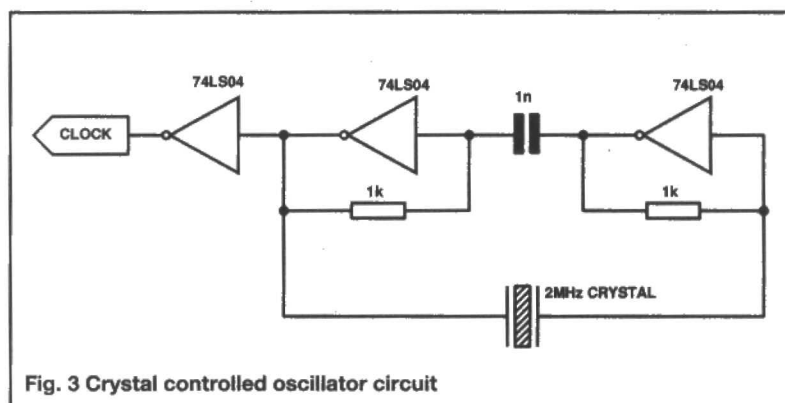 74LS04
74LS04
1n
74LS04
CLOCK
1k
1k
2MHz CRYSTAL
Fig. 3 Crystal controlled oscillator circuit